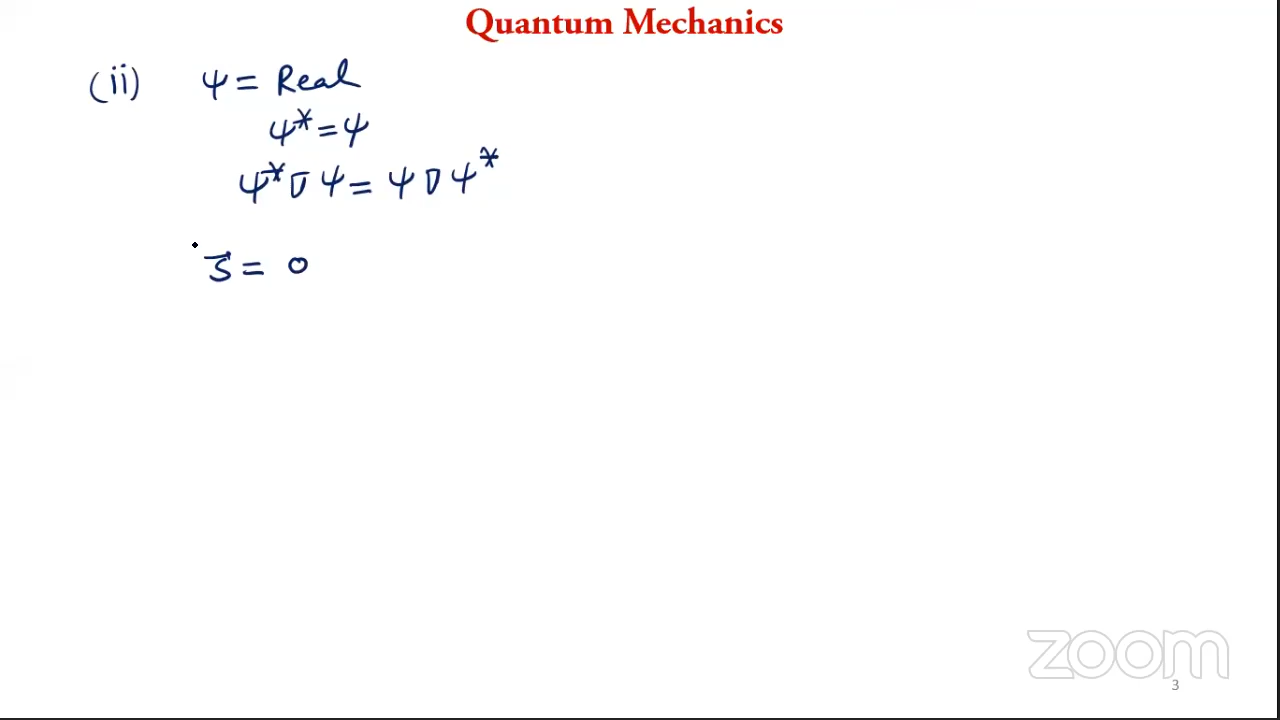 Quantum Mechanics
(ii) ψ = Real
ψ* = ψ
ψ* ∇ ψ = ψ ∇ ψ*
S⃗ = 0
zoom
3